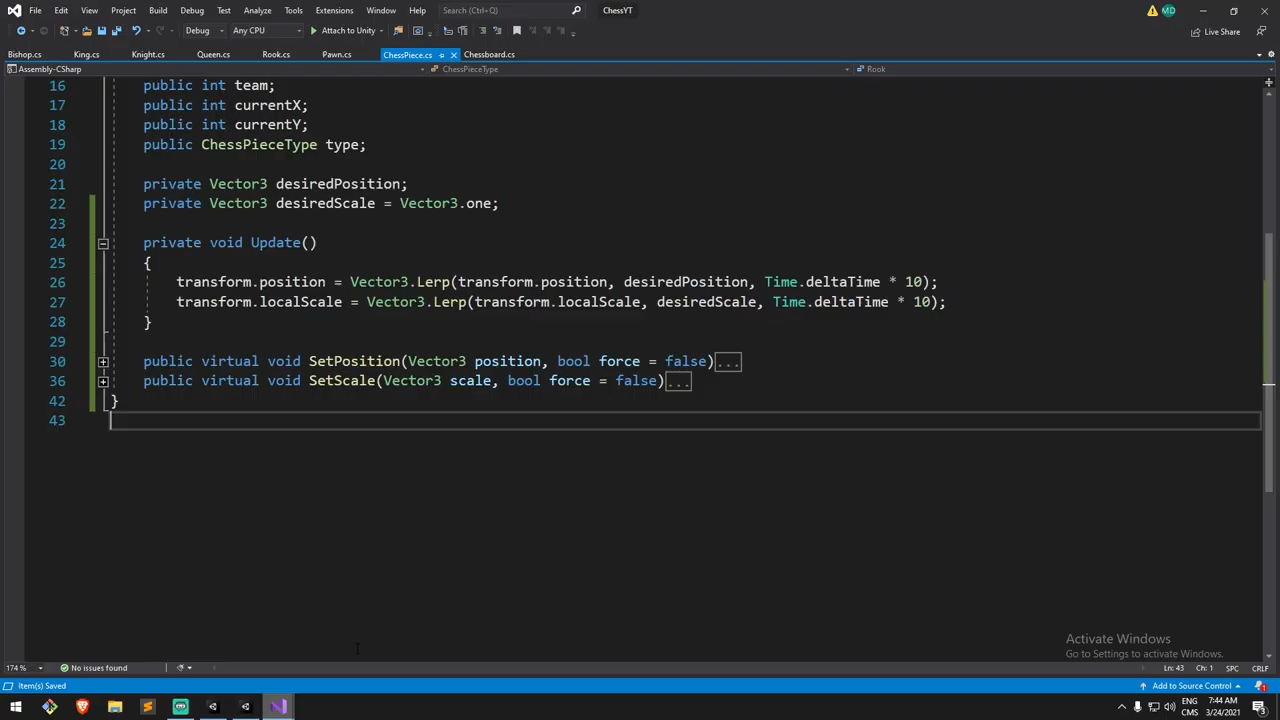 File Edit View Project Build Debug Test Analyze Tools Extensions Window Help Search (Ctrl+Q) ChessYT MD
Debug Any CPU Attach to Unity Live Share
Bishop.cs King.cs Knight.cs Queen.cs Rook.cs Pawn.cs ChessPiece.cs Chessboard.cs
Assembly-CSharp ChessPieceType Rook
16 public int team;
17 public int currentX;
18 public int currentY;
19 public ChessPieceType type;
20
21 private Vector3 desiredPosition;
22 private Vector3 desiredScale = Vector3.one;
23
24 private void Update()
25 {
26 transform.position = Vector3.Lerp(transform.position, desiredPosition, Time.deltaTime * 10);
27 transform.localScale = Vector3.Lerp(transform.localScale, desiredScale, Time.deltaTime * 10);
28 }
29
30 public virtual void SetPosition(Vector3 position, bool force = false)...
36 public virtual void SetScale(Vector3 scale, bool force = false)...
42 }
43
Activate Windows
Go to Settings to activate Windows.
174 % No issues found Ln: 43 Ch: 1 SPC CRLF
Item(s) Saved Add to Source Control 1
ENG 7:44 AM
CMS 3/24/2021 3